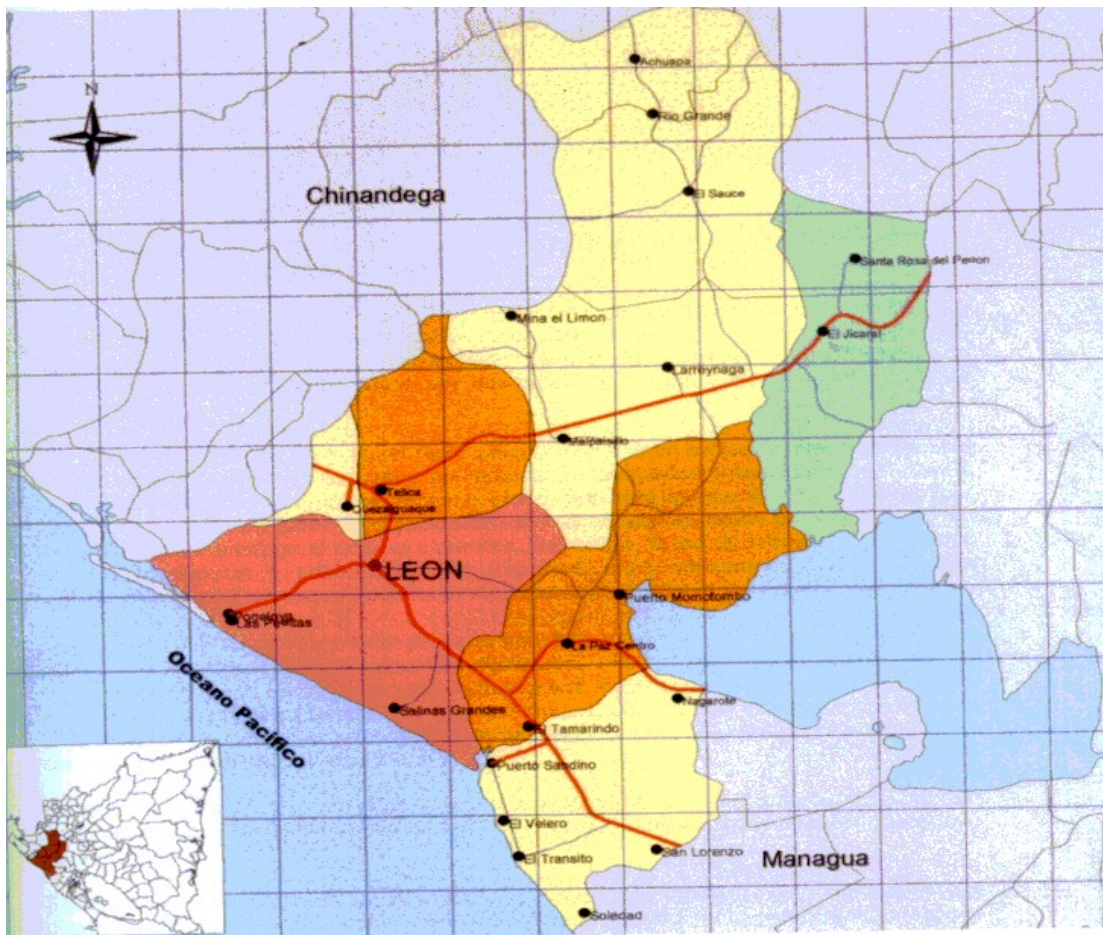 Achuapa
N
Rio Grande
Chinandega
El Sauce
Santa Rosa del Penon
Mina el Limon
El Jicaral
Larreynaga
Malpaisillo
Telica
Quezalguaque
LEON
Puerto Momotombo
Poneloya
Las Peñitas
La Paz Centro
Oceano Pacifico
Nagarote
Salinas Grandes
El Tamarindo
Puerto Sandino
El Velero
El Transito
San Lorenzo
Managua
Soledad